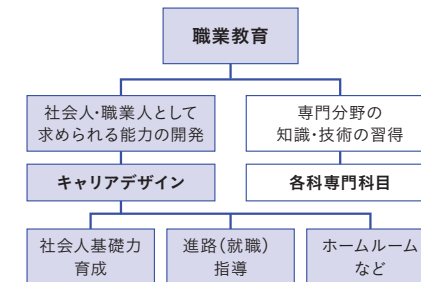 職業教育
社会人・職業人として
求められる能力の開発
専門分野の
知識・技術の習得
キャリアデザイン
各科専門科目
社会人基礎力
育成
進路（就職）
指導
ホームルーム
など